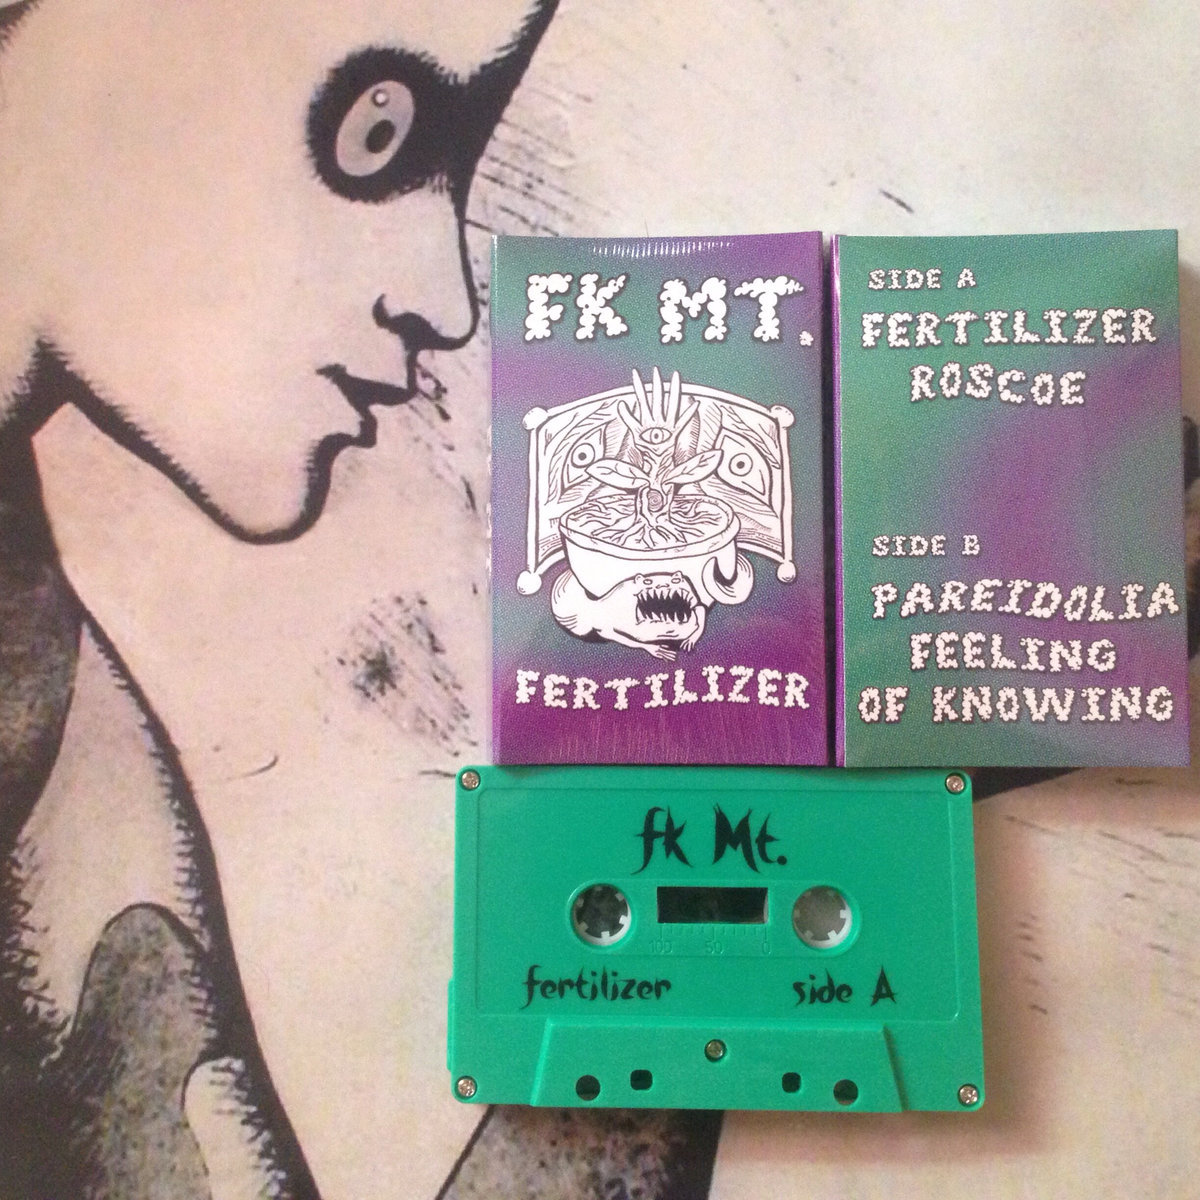 FK MT.
FERTILIZER
SIDE A
FERTILIZER
ROSCOE
SIDE B
PAREIDOLIA
FEELING
OF KNOWING
fk Mt.
100 50 0
fertilizer side A